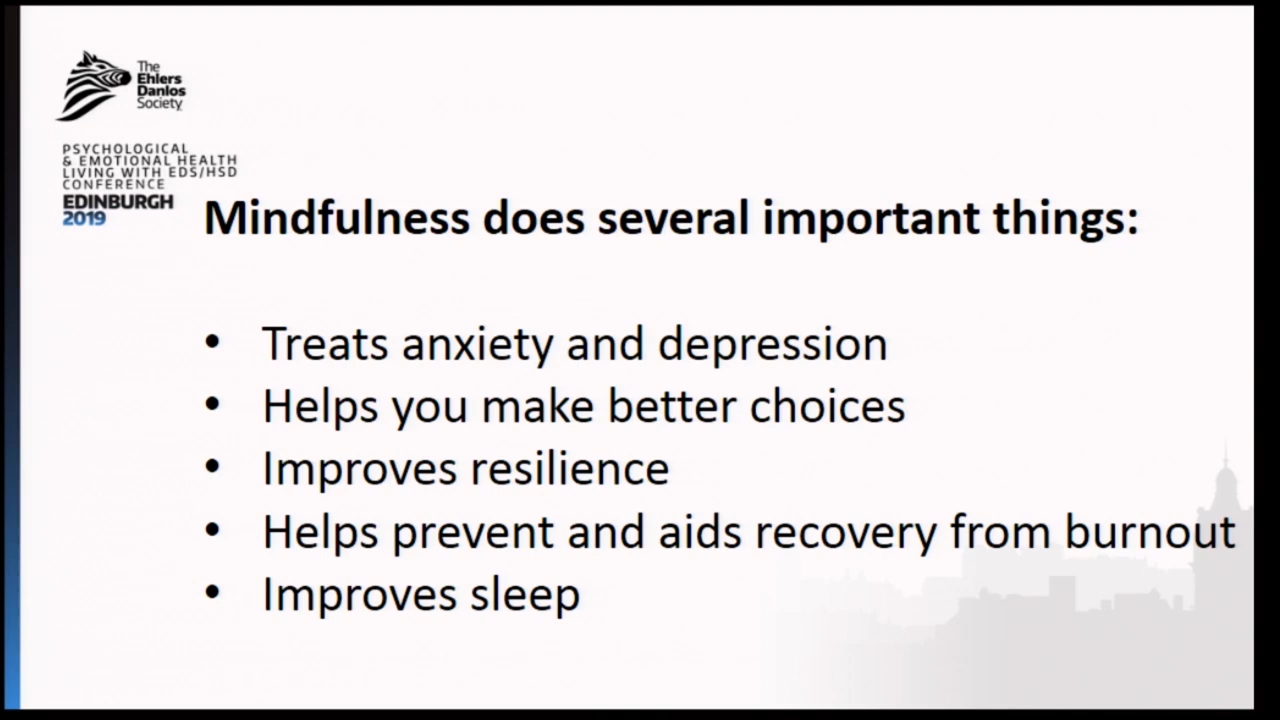 The
Ehlers
Danlos
Society
PSYCHOLOGICAL
& EMOTIONAL HEALTH
LIVING WITH EDS/HSD
CONFERENCE
EDINBURGH
2019
Mindfulness does several important things:
• Treats anxiety and depression
• Helps you make better choices
• Improves resilience
• Helps prevent and aids recovery from burnout
• Improves sleep